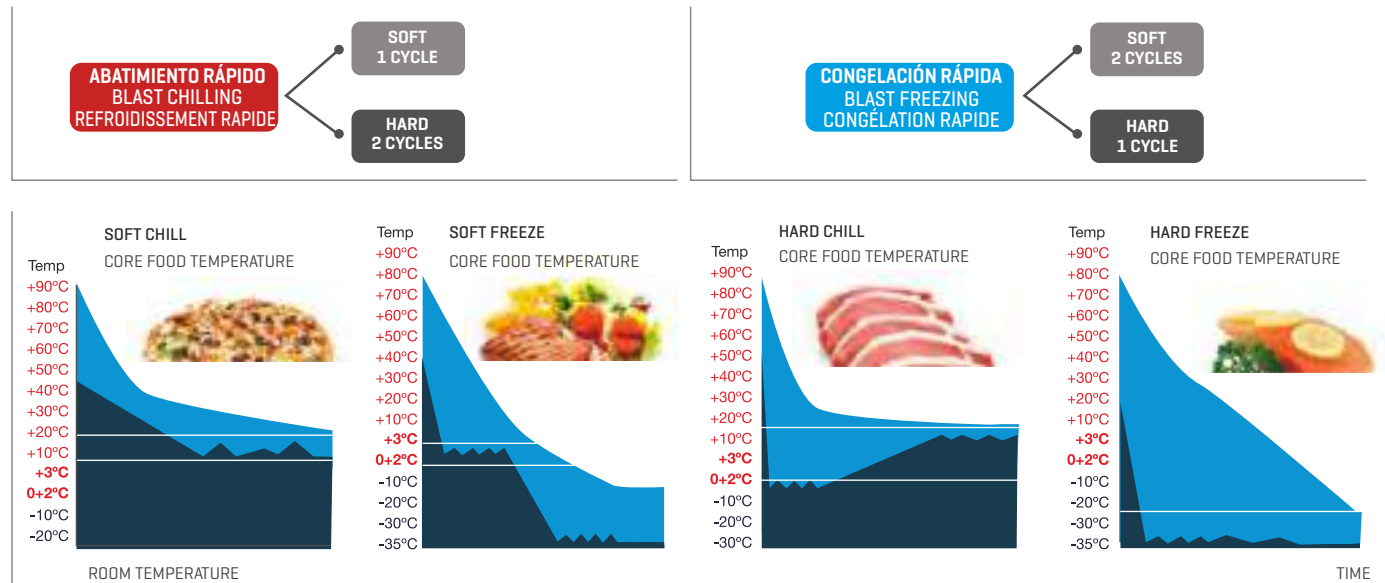 ABATIMIENTO RÁPIDO
BLAST CHILLING
REFROIDISSEMENT RAPIDE
SOFT
1 CYCLE
HARD
2 CYCLES
CONGELACIÓN RÁPIDA
BLAST FREEZING
CONGÉLATION RAPIDE
SOFT
2 CYCLES
HARD
1 CYCLE
SOFT CHILL
CORE FOOD TEMPERATURE
Temp
+90ºC
+80ºC
+70ºC
+60ºC
+50ºC
+40ºC
+30ºC
+20ºC
+10ºC
+3ºC
0+2ºC
-10ºC
-20ºC
SOFT FREEZE
CORE FOOD TEMPERATURE
Temp
+90ºC
+80ºC
+70ºC
+60ºC
+50ºC
+40ºC
+30ºC
+20ºC
+10ºC
+3ºC
0+2ºC
-10ºC
-20ºC
-30ºC
-35ºC
HARD CHILL
CORE FOOD TEMPERATURE
Temp
+90ºC
+80ºC
+70ºC
+60ºC
+50ºC
+40ºC
+30ºC
+20ºC
+10ºC
+3ºC
0+2ºC
-10ºC
-20ºC
-30ºC
HARD FREEZE
CORE FOOD TEMPERATURE
Temp
+90ºC
+80ºC
+70ºC
+60ºC
+50ºC
+40ºC
+30ºC
+20ºC
+10ºC
+3ºC
0+2ºC
-10ºC
-20ºC
-30ºC
-35ºC
ROOM TEMPERATURE
TIME